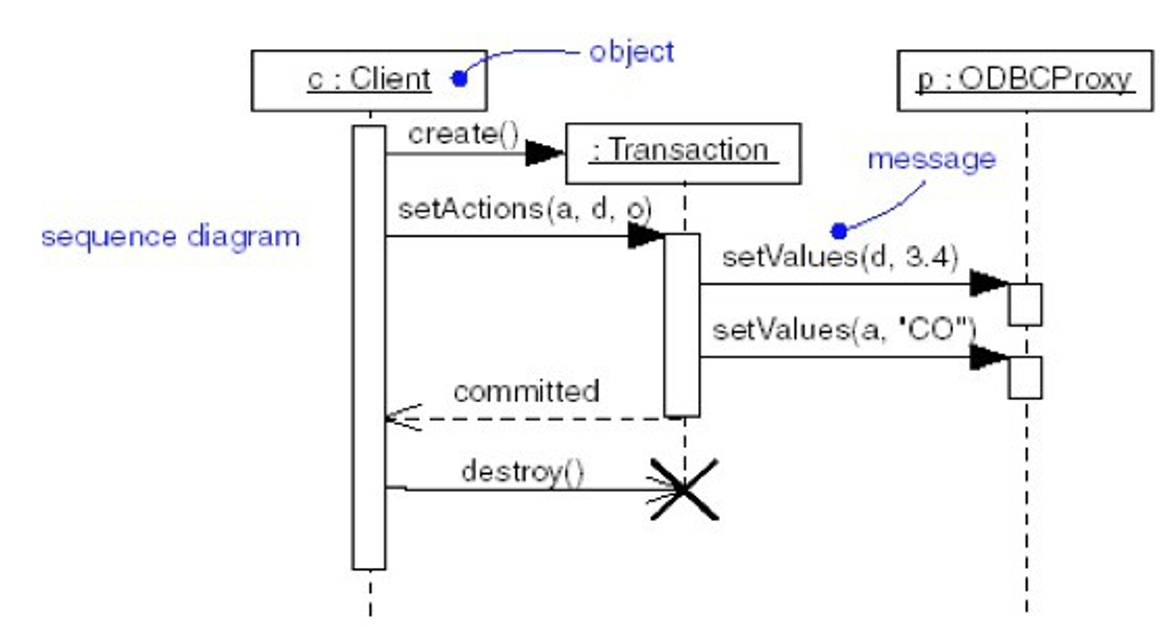 object
c : Client
p : ODBCProxy
create()
: Transaction
message
setActions(a, d, o)
sequence diagram
setValues(d, 3.4)
setValues(a, "CO")
committed
destroy()